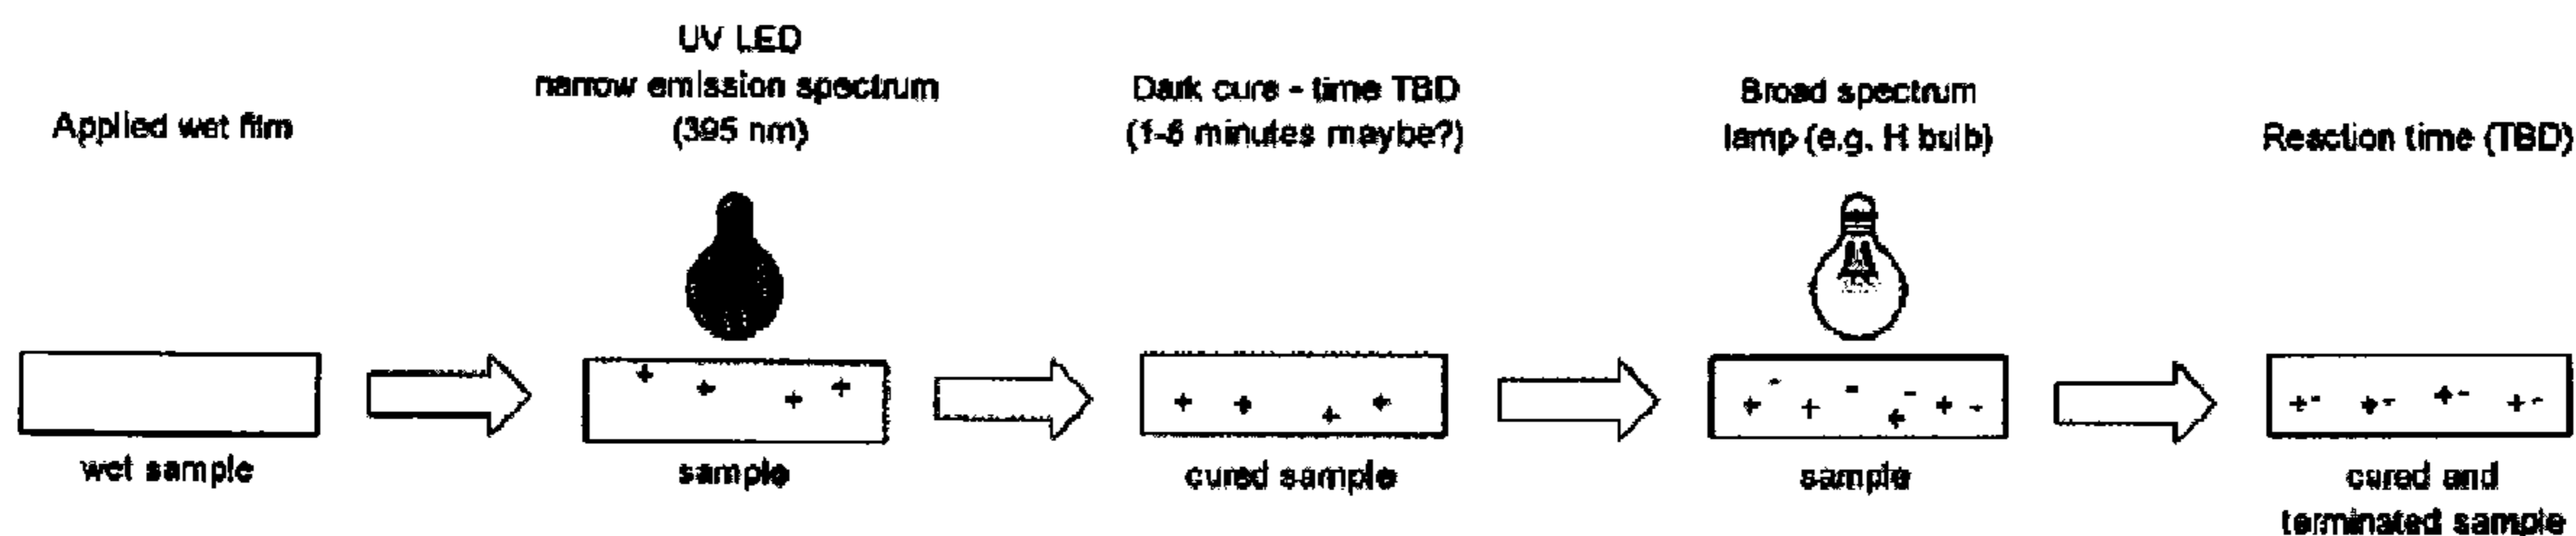 Applied wet film
UV LED
narrow emission spectrum
(395 nm)
Dark cure - time TBD
(1-5 minutes maybe?)
Broad spectrum
lamp (e.g. H bulb)
Reaction time (TBD)
wet sample
sample
cured sample
sample
cured and
terminated sample